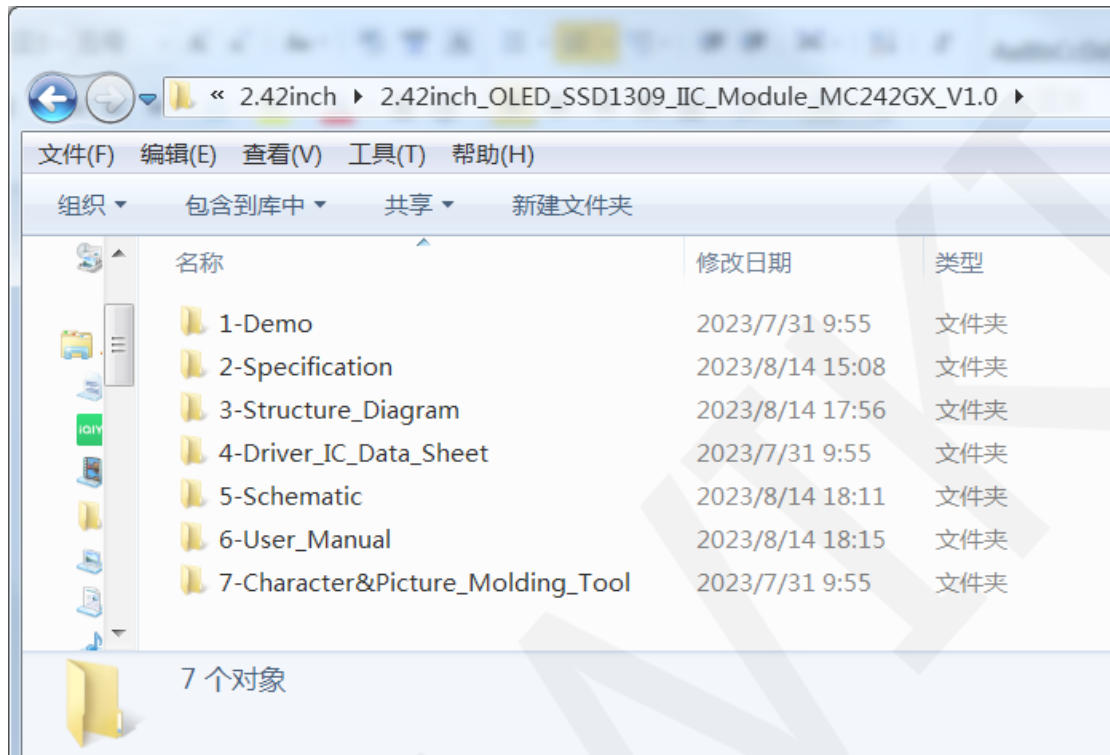 « 2.42inch ▸ 2.42inch_OLED_SSD1309_IIC_Module_MC242GX_V1.0 ▸
文件(F) 编辑(E) 查看(V) 工具(T) 帮助(H)
组织 包含到库中 共享 新建文件夹
名称 修改日期 类型
1-Demo 2023/7/31 9:55 文件夹
2-Specification 2023/8/14 15:08 文件夹
3-Structure_Diagram 2023/8/14 17:56 文件夹
4-Driver_IC_Data_Sheet 2023/7/31 9:55 文件夹
5-Schematic 2023/8/14 18:11 文件夹
6-User_Manual 2023/8/14 18:15 文件夹
7-Character&Picture_Molding_Tool 2023/7/31 9:55 文件夹
7 个对象